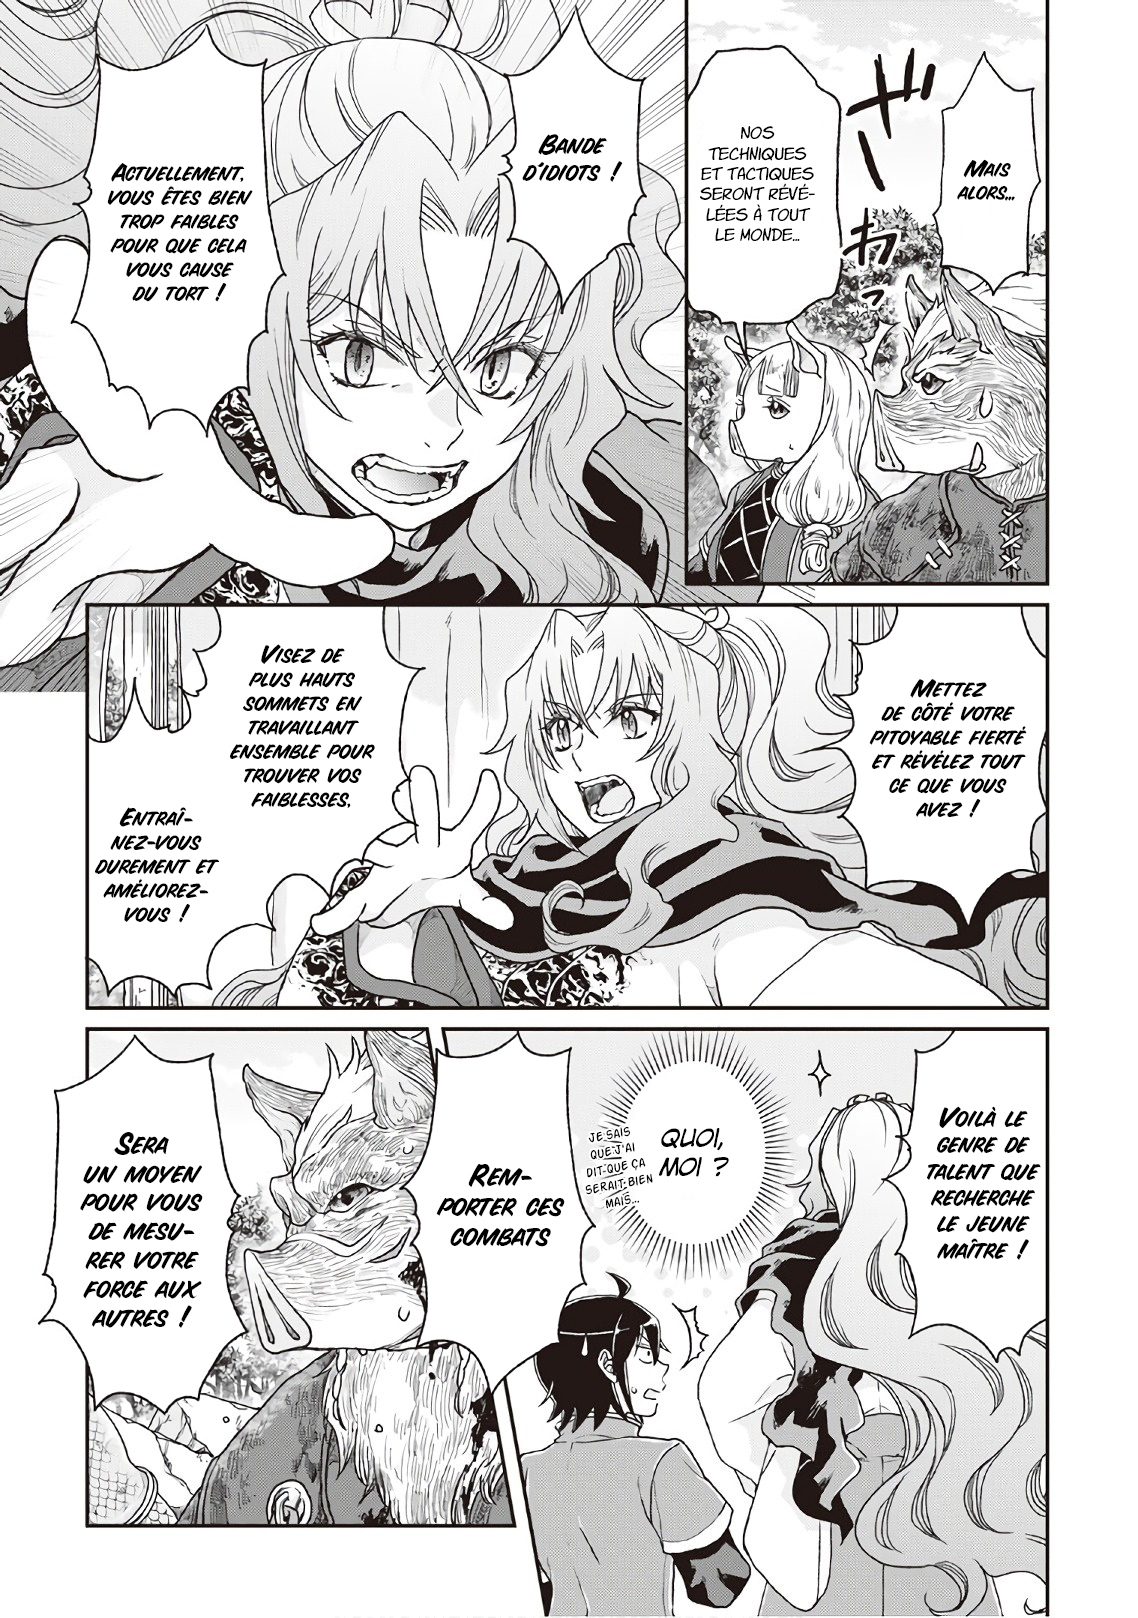 MAIS
ALORS...
NOS
TECHNIQUES
ET TACTIQUES
SERONT RÉVÉ-
LÉES À TOUT
LE MONDE...
ざわっ
BANDE
D'IDIOTS !
ACTUELLEMENT,
VOUS ÊTES BIEN
TROP FAIBLES
POUR QUE CELA
VOUS CAUSE
DU TORT !
METTEZ
DE CÔTÉ VOTRE
PITOYABLE FIERTÉ
ET RÉVÉLEZ TOUT
CE QUE VOUS
AVEZ !
VISEZ DE
PLUS HAUTS
SOMMETS EN
TRAVAILLANT
ENSEMBLE POUR
TROUVER VOS
FAIBLESSES.
ENTRAÎ-
NEZ-VOUS
DUREMENT ET
AMÉLIOREZ-
VOUS !
VOILÀ LE
GENRE DE
TALENT QUE
RECHERCHE
LE JEUNE
MAÎTRE !
QUOI,
MOI ?
JE SAIS
QUE J'AI
DIT QUE ÇA
SERAIT BIEN
MAIS...
REM-
PORTER CES
COMBATS
SERA
UN MOYEN
POUR VOUS
DE MESU-
RER VOTRE
FORCE AUX
AUTRES !